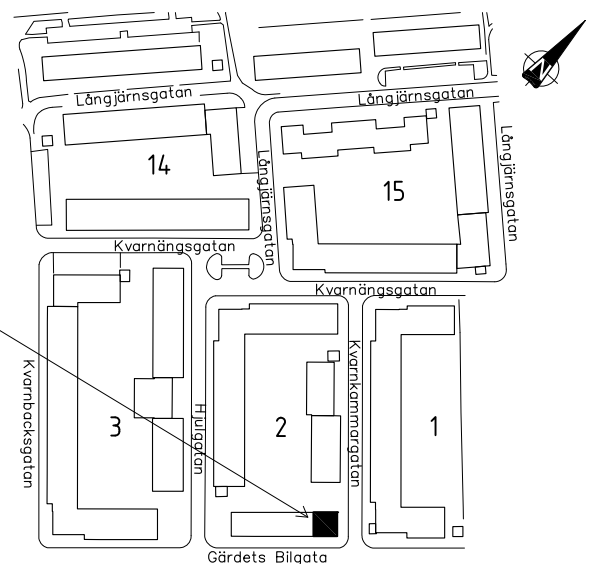 N
Långjärnsgatan
Långjärnsgatan
14
Långjärnsgatan
15
Långjärnsgatan
Kvarnängsgatan
Kvarnängsgatan
Kvarnbacksgatan
3
Hjulgatan
2
Kvarnkammargatan
1
Gärdets Bilgata